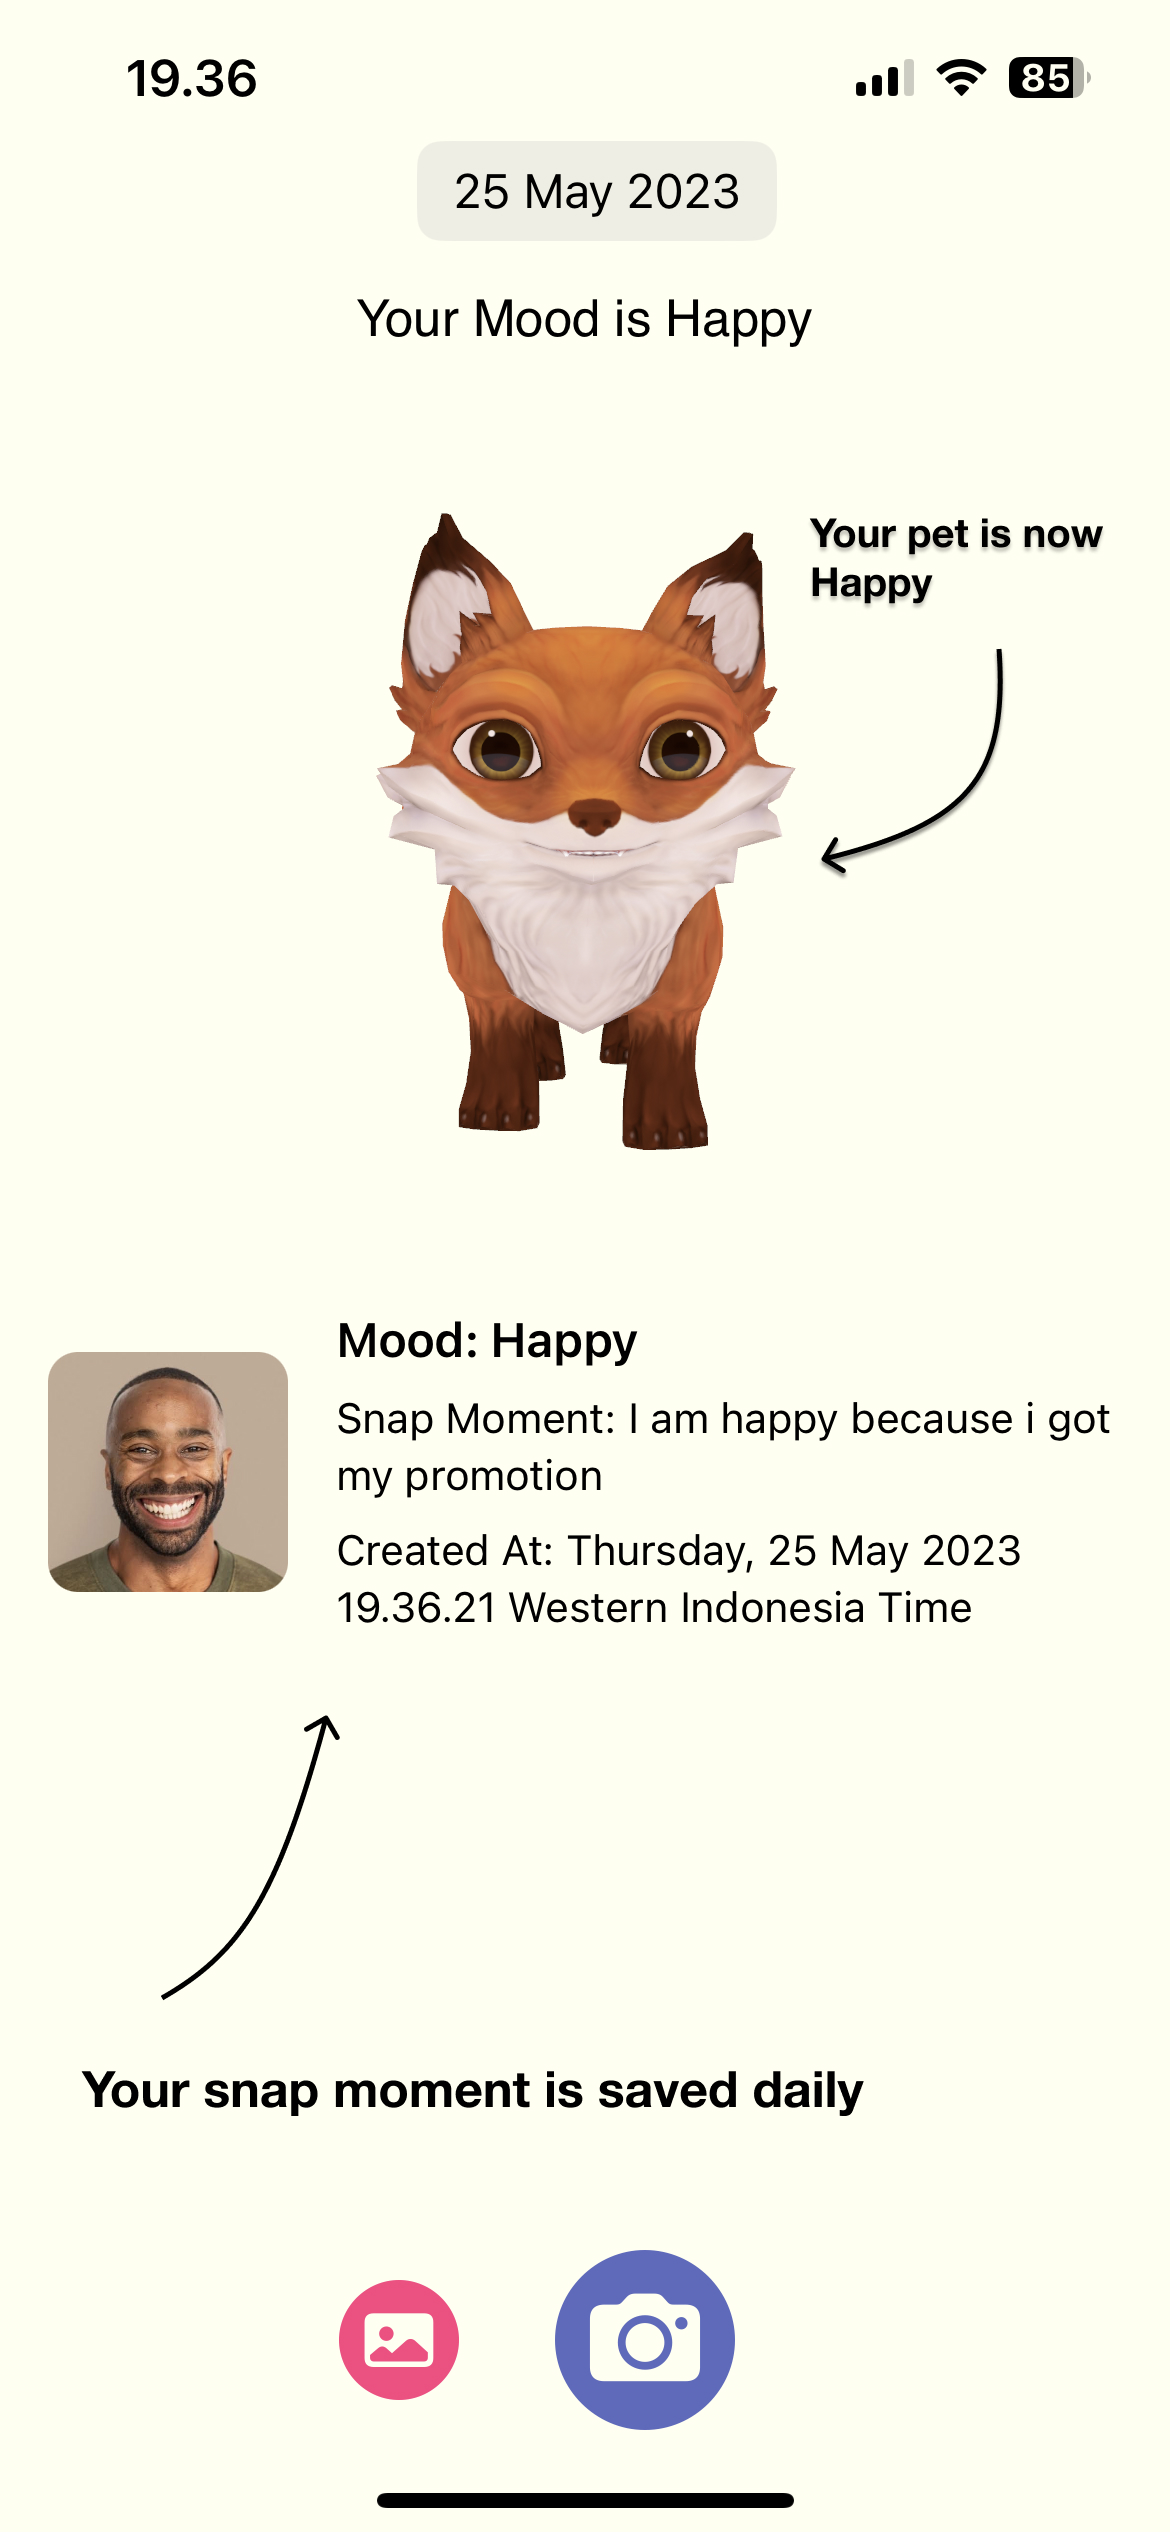 19.36
85
25 May 2023
Your Mood is Happy
Your pet is now
Happy
Mood: Happy
Snap Moment: I am happy because i got
my promotion
Created At: Thursday, 25 May 2023
19.36.21 Western Indonesia Time
Your snap moment is saved daily